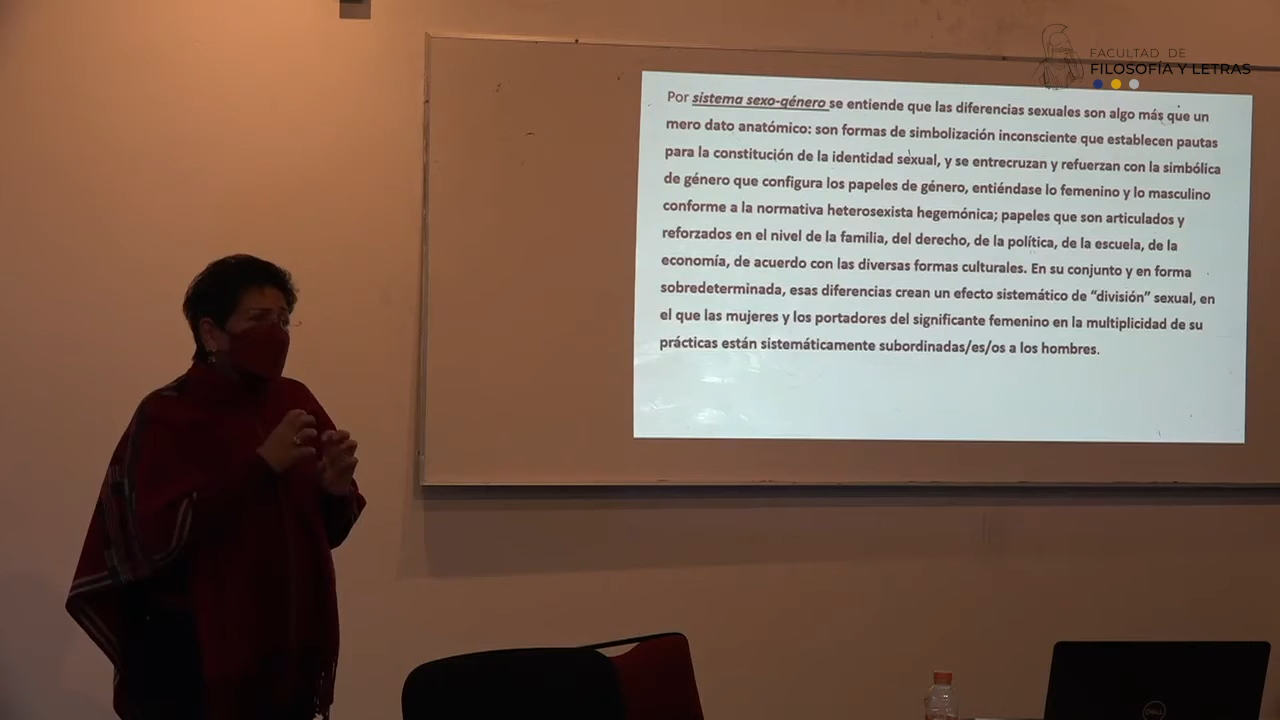 FACULTAD DE
FILOSOFÍA Y LETRAS
Por sistema sexo-género se entiende que las diferencias sexuales son algo más que un
mero dato anatómico: son formas de simbolización inconsciente que establecen pautas
para la constitución de la identidad sexual, y se entrecruzan y refuerzan con la simbólica
de género que configura los papeles de género, entiéndase lo femenino y lo masculino
conforme a la normativa heterosexista hegemónica; papeles que son articulados y
reforzados en el nivel de la familia, del derecho, de la política, de la escuela, de la
economía, de acuerdo con las diversas formas culturales. En su conjunto y en forma
sobredeterminada, esas diferencias crean un efecto sistemático de “división” sexual, en
el que las mujeres y los portadores del significante femenino en la multiplicidad de su
prácticas están sistemáticamente subordinadas/es/os a los hombres.
DELL